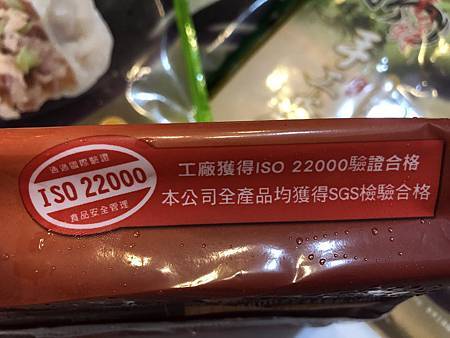 通過國際驗證
ISO 22000
食品安全管理
工廠獲得ISO 22000驗證合格
本公司全產品均獲得SGS檢驗合格